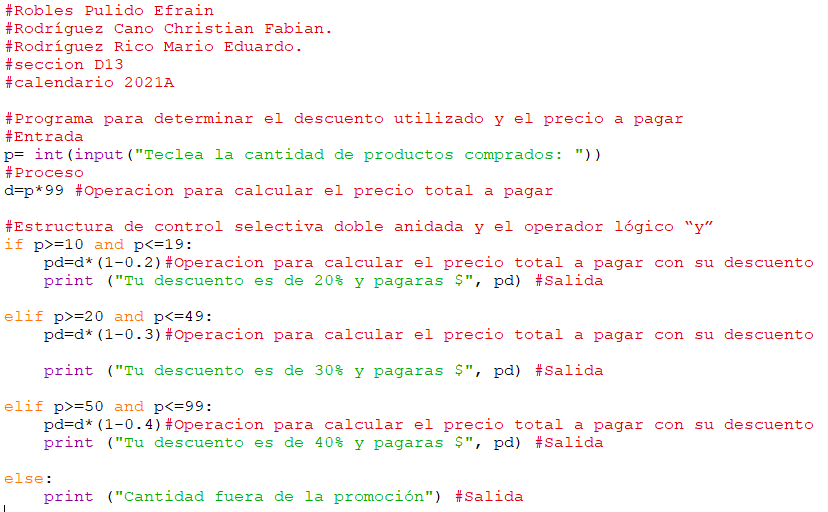 #Robles Pulido Efrain
#Rodríguez Cano Christian Fabian.
#Rodríguez Rico Mario Eduardo.
#seccion D13
#calendario 2021A
#Programa para determinar el descuento utilizado y el precio a pagar
#Entrada
p= int(input("Teclea la cantidad de productos comprados: "))
#Proceso
d=p*99 #Operacion para calcular el precio total a pagar
#Estructura de control selectiva doble anidada y el operador lógico “y”
if p>=10 and p<=19:
    pd=d*(1-0.2)#Operacion para calcular el precio total a pagar con su descuento
    print ("Tu descuento es de 20% y pagaras $", pd) #Salida
elif p>=20 and p<=49:
    pd=d*(1-0.3)#Operacion para calcular el precio total a pagar con su descuento
    print ("Tu descuento es de 30% y pagaras $", pd) #Salida
elif p>=50 and p<=99:
    pd=d*(1-0.4)#Operacion para calcular el precio total a pagar con su descuento
    print ("Tu descuento es de 40% y pagaras $", pd) #Salida
else:
    print ("Cantidad fuera de la promoción") #Salida